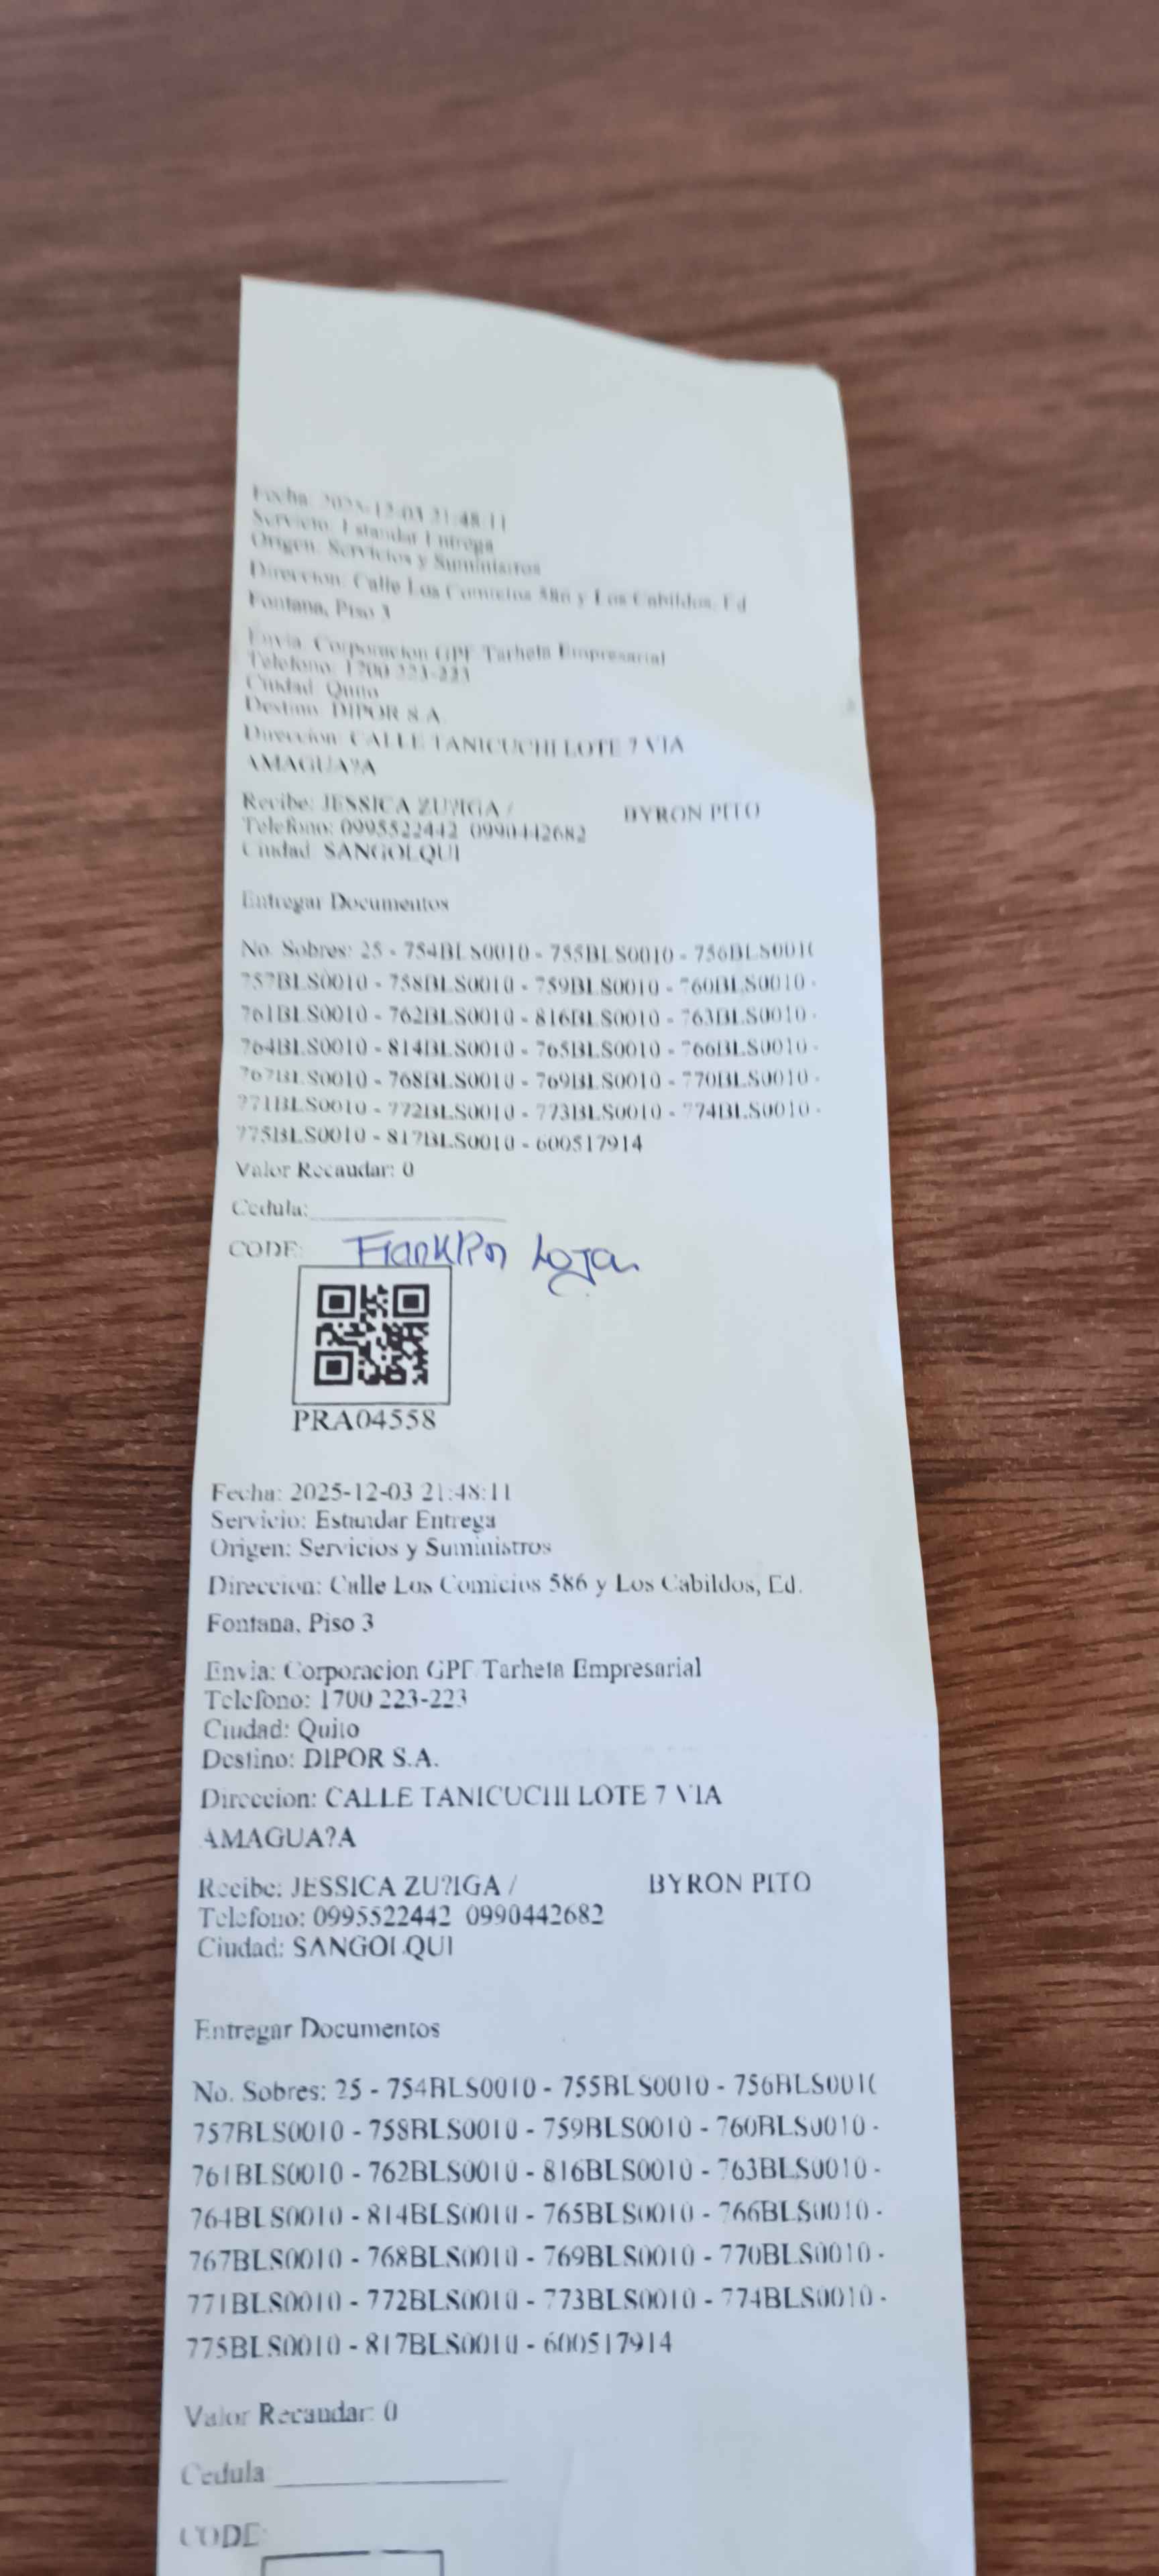 Fecha: 2025-12-03 21:48:11
Servicio: Estandar Entrega
Origen: Servicios y Suministros
Direccion: Calle Los Comicios 586 y Los Cabildos, Ed.
Fontana, Piso 3
Envia: Corporacion GPF Tarheta Empresarial
Telefono: 1700 223-223
Ciudad: Quito
Destino: DIPOR S.A.
Direccion: CALLE TANICUCHI LOTE 7 VIA
AMAGUA?A
Recibe: JESSICA ZU?IGA / BYRON PITO
Telefono: 0995522442 0990442682
Ciudad: SANGOLQUI
Entregar Documentos
No. Sobres: 25 - 754BLS0010 - 755BLS0010 - 756BLS001
757BLS0010 - 758BLS0010 - 759BLS0010 - 760BLS0010 -
761BLS0010 - 762BLS0010 - 816BLS0010 - 763BLS0010 -
764BLS0010 - 814BLS0010 - 765BLS0010 - 766BLS0010 -
767BLS0010 - 768BLS0010 - 769BLS0010 - 770BLS0010 -
771BLS0010 - 772BLS0010 - 773BLS0010 - 774BLS0010 -
775BLS0010 - 817BLS0010 - 600517914
Valor Recaudar: 0
Cedula:
CODE: Franklin Loja
PRA04558
Fecha: 2025-12-03 21:48:11
Servicio: Estandar Entrega
Origen: Servicios y Suministros
Direccion: Calle Los Comicios 586 y Los Cabildos, Ed.
Fontana, Piso 3
Envia: Corporacion GPF Tarheta Empresarial
Telefono: 1700 223-223
Ciudad: Quito
Destino: DIPOR S.A.
Direccion: CALLE TANICUCHI LOTE 7 VIA
AMAGUA?A
Recibe: JESSICA ZU?IGA / BYRON PITO
Telefono: 0995522442 0990442682
Ciudad: SANGOLQUI
Entregar Documentos
No. Sobres: 25 - 754BLS0010 - 755BLS0010 - 756BLS001
757BLS0010 - 758BLS0010 - 759BLS0010 - 760BLS0010 -
761BLS0010 - 762BLS0010 - 816BLS0010 - 763BLS0010 -
764BLS0010 - 814BLS0010 - 765BLS0010 - 766BLS0010 -
767BLS0010 - 768BLS0010 - 769BLS0010 - 770BLS0010 -
771BLS0010 - 772BLS0010 - 773BLS0010 - 774BLS0010 -
775BLS0010 - 817BLS0010 - 600517914
Valor Recaudar: 0
Cedula
CODE: